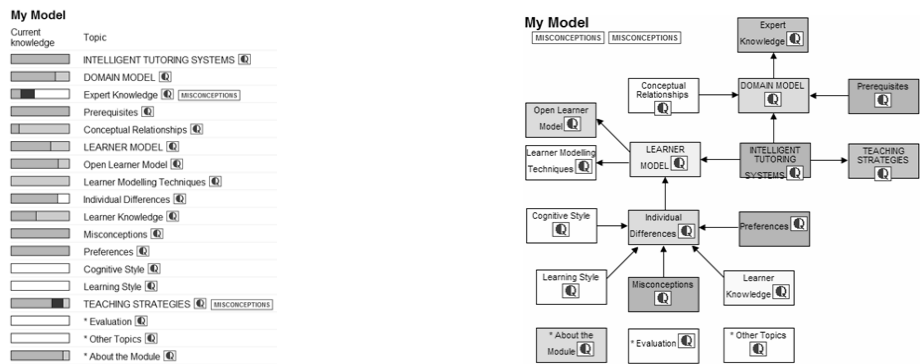 My Model
Current
knowledge
Topic
INTELLIGENT TUTORING SYSTEMS
DOMAIN MODEL
Expert Knowledge MISCONCEPTIONS
Prerequisites
Conceptual Relationships
LEARNER MODEL
Open Learner Model
Learner Modelling Techniques
Individual Differences
Learner Knowledge
Misconceptions
Preferences
Cognitive Style
Learning Style
TEACHING STRATEGIES MISCONCEPTIONS
* Evaluation
* Other Topics
* About the Module
My Model
MISCONCEPTIONS MISCONCEPTIONS
Expert
Knowledge
Conceptual
Relationships
DOMAIN MODEL
Prerequisites
Open Learner
Model
Learner Modelling
Techniques
LEARNER
MODEL
INTELLIGENT
TUTORING
SYSTEMS
TEACHING
STRATEGIES
Cognitive Style
Individual
Differences
Preferences
Learning Style
Misconceptions
Learner
Knowledge
* About the
Module
* Evaluation
* Other Topics